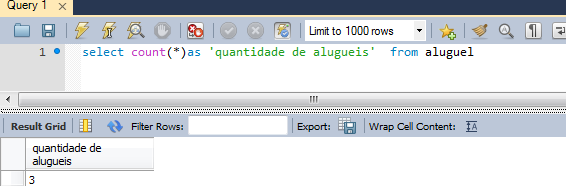 Query 1
Limit to 1000 rows
1 select count(*)as 'quantidade de alugueis'  from aluguel
Result Grid Filter Rows: Export: Wrap Cell Content:
quantidade de
alugueis
3